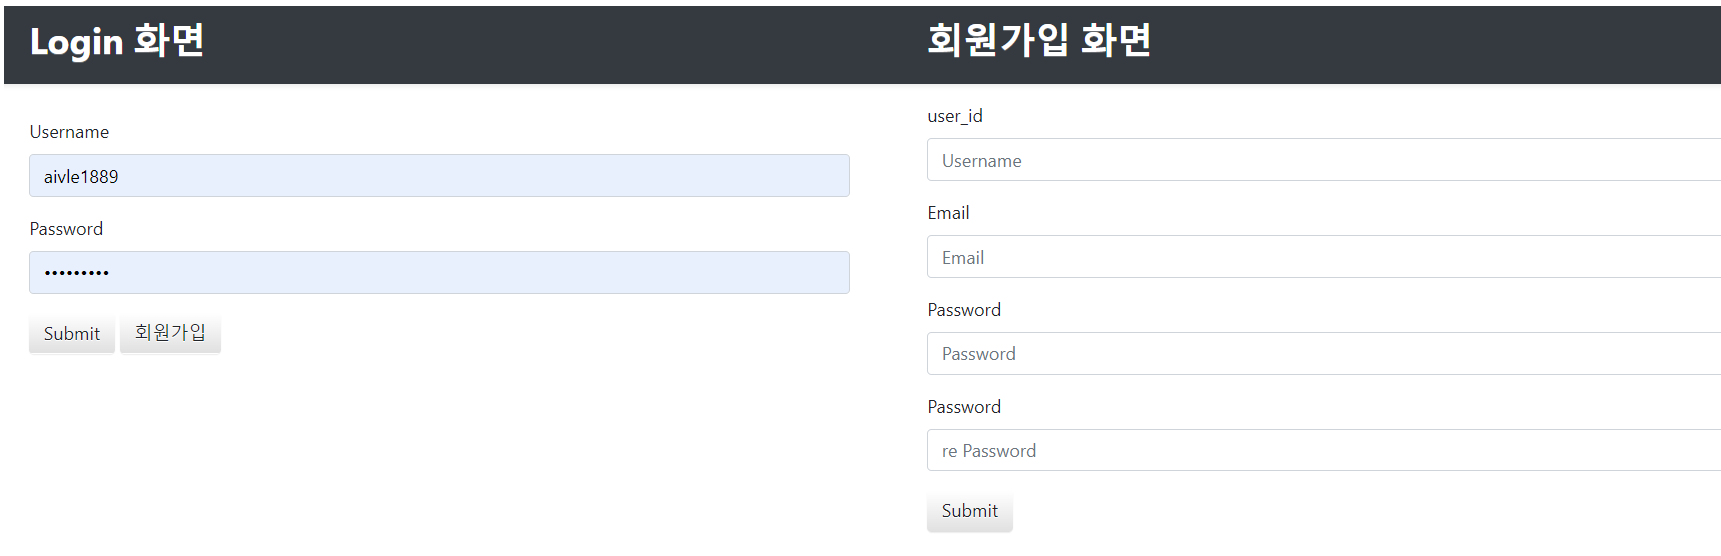 Login 화면
Username
aivle1889
Password
•••••••••
Submit 회원가입
회원가입 화면
user_id
Username
Email
Email
Password
Password
Password
re Password
Submit